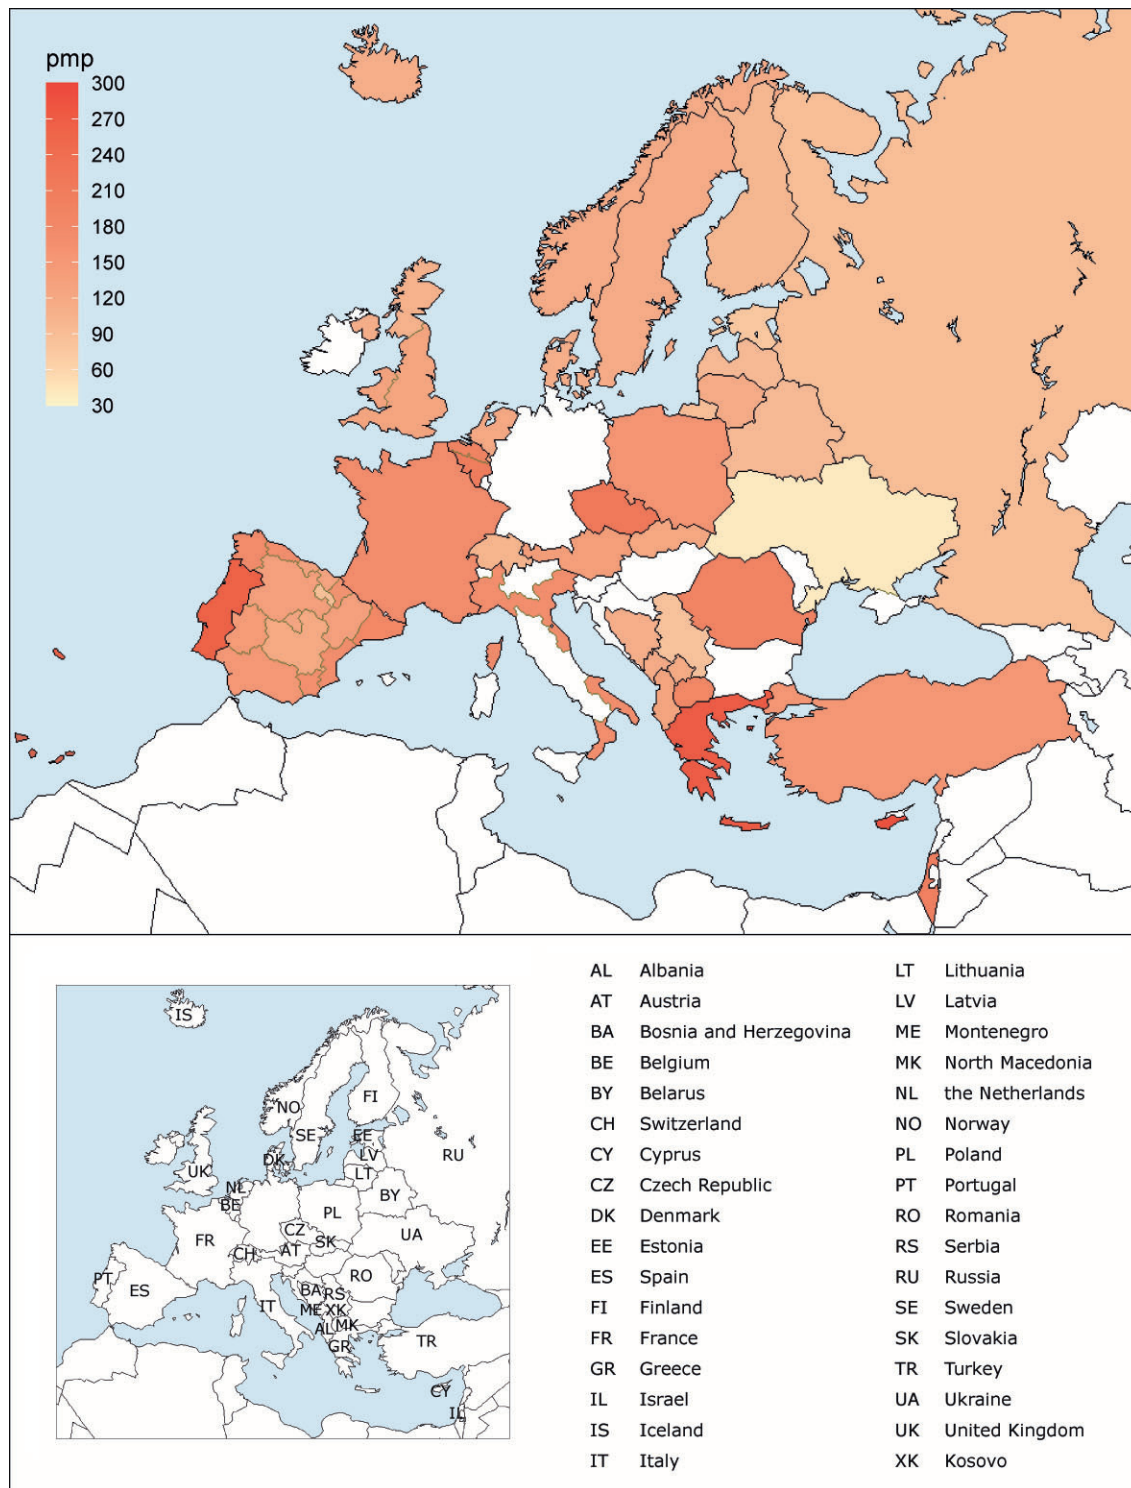 pmp
300
270
240
210
180
150
120
90
60
30
IS
NO
FI
SE
EE
RU
DK
LV
LT
UK
NL
BY
BE
PL
CZ
UA
FR
SK
CH
AT
RO
PT
ES
IT
BA
RS
ME
XK
AL
MK
GR
TR
CY
IL
AL Albania
AT Austria
BA Bosnia and Herzegovina
BE Belgium
BY Belarus
CH Switzerland
CY Cyprus
CZ Czech Republic
DK Denmark
EE Estonia
ES Spain
FI Finland
FR France
GR Greece
IL Israel
IS Iceland
IT Italy
LT Lithuania
LV Latvia
ME Montenegro
MK North Macedonia
NL the Netherlands
NO Norway
PL Poland
PT Portugal
RO Romania
RS Serbia
RU Russia
SE Sweden
SK Slovakia
TR Turkey
UA Ukraine
UK United Kingdom
XK Kosovo